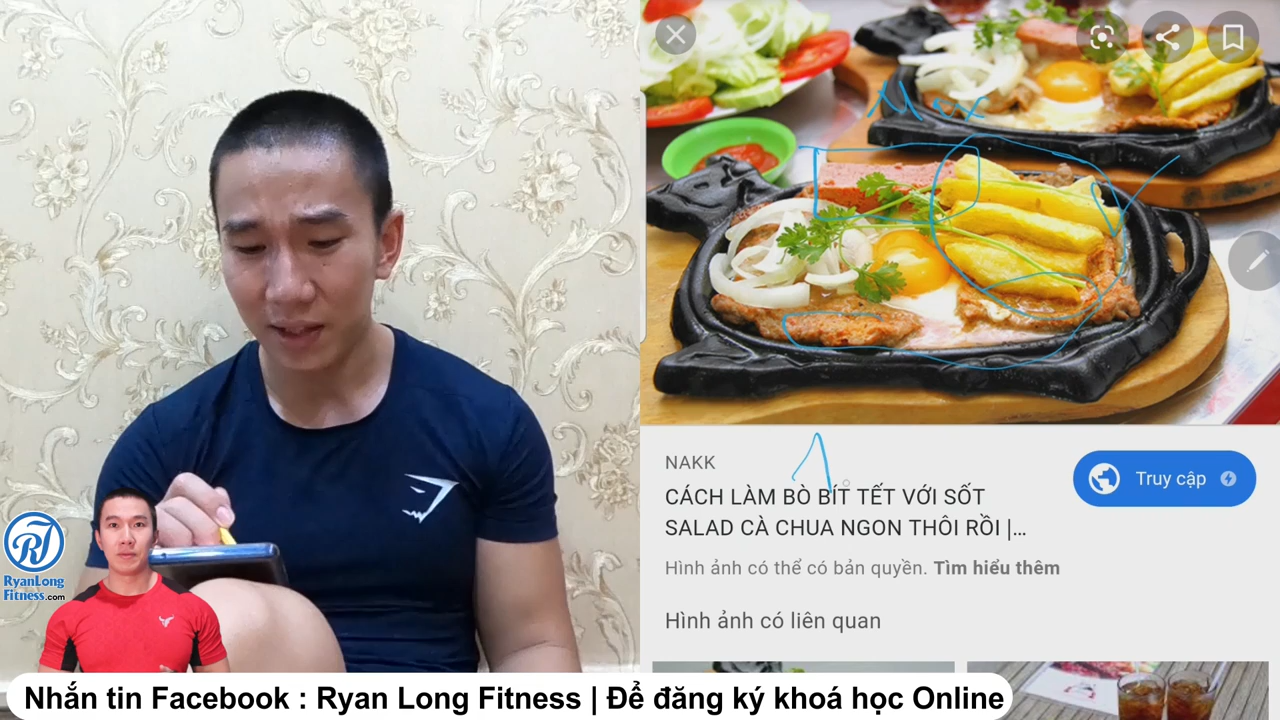 Max
NAKK
CÁCH LÀM BÒ BÍT TẾT VỚI SỐT
SALAD CÀ CHUA NGON THÔI RỒI |...
Truy cập
Hình ảnh có thể có bản quyền. Tìm hiểu thêm
Hình ảnh có liên quan
RT
RyanLong
Fitness.com
Nhắn tin Facebook : Ryan Long Fitness | Để đăng ký khoá học Online